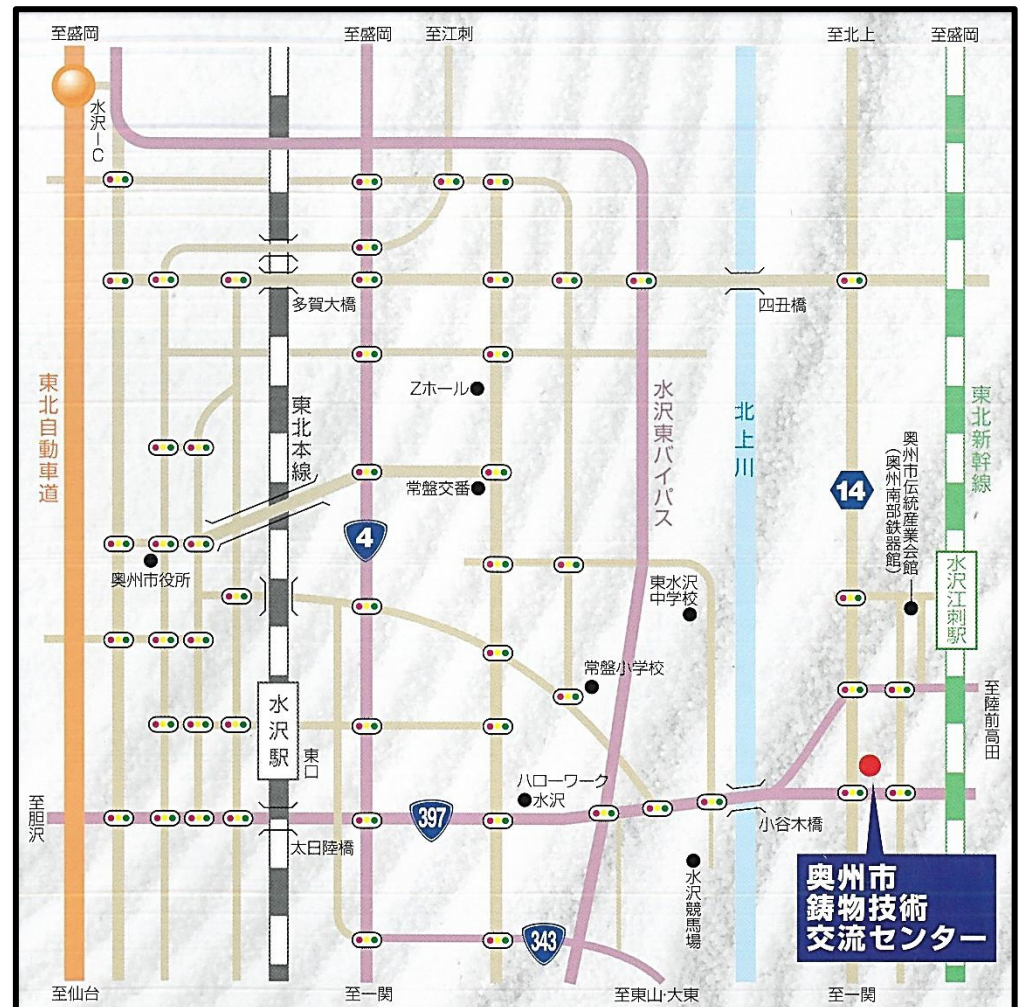 至盛岡
至盛岡
至江刺
至北上
至盛岡
水沢IC
多賀大橋
四丑橋
東北自動車道
東北本線
Zホール
水沢東バイパス
北上川
東北新幹線
奥州市伝統産業会館
(奥州南部鉄器館)
常盤交番
14
4
奥州市役所
東水沢
中学校
水沢江刺駅
常盤小学校
水沢駅
東口
至陸前高田
ハローワーク
水沢
至胆沢
397
太日陸橋
小谷木橋
水沢競馬場
奥州市
鋳物技術
交流センター
343
至仙台
至一関
至東山・大東
至一関